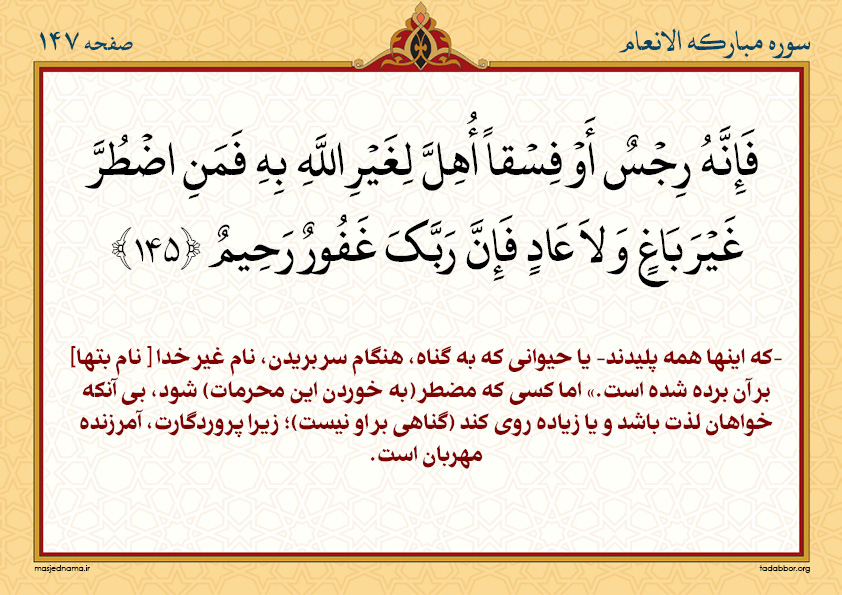 سوره مبارکه الانعام
صفحه ۱۴۷
فَإِنَّهُ رِجْسٌ أَوْ فِسْقاً أُهِلَّ لِغَيْرِ اللَّهِ بِهِ فَمَنِ اضْطُرَّ
غَيْرَ بَاغٍ وَلاَ عَادٍ فَإِنَّ رَبَّکَ غَفُورٌ رَحِيمٌ ﴿۱۴۵﴾
-که اینها همه پلیدند- یا حیوانی که به گناه، هنگام سر بریدن، نام غیر خدا [ نام بتها]
بر آن برده شده است.» اما کسی که مضطر (به خوردن این محرمات) شود، بی آنکه
خواهان لذت باشد و یا زیاده روی کند (گناهی بر او نیست)؛ زیرا پروردگارت، آمرزنده
مهربان است.
masjednama.ir
tadabbor.org